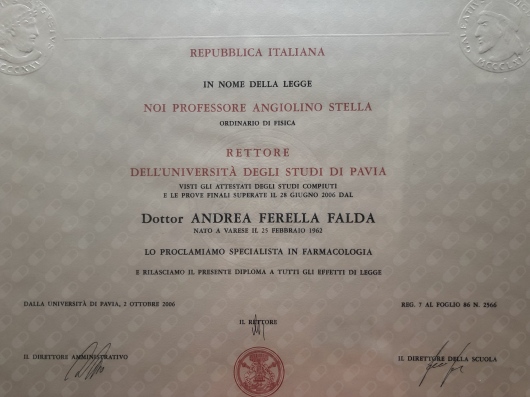 REPUBBLICA ITALIANA
IN NOME DELLA LEGGE
NOI PROFESSORE ANGIOLINO STELLA
ORDINARIO DI FISICA
RETTORE
DELL'UNIVERSITÀ DEGLI STUDI DI PAVIA
VISTI GLI ATTESTATI DEGLI STUDI COMPIUTI
E LE PROVE FINALI SUPERATE IL 28 GIUGNO 2006 DAL
Dottor ANDREA FERELLA FALDA
NATO A VARESE IL 25 FEBBRAIO 1962
LO PROCLAMIAMO SPECIALISTA IN FARMACOLOGIA
E RILASCIAMO IL PRESENTE DIPLOMA A TUTTI GLI EFFETTI DI LEGGE
DALLA UNIVERSITÀ DI PAVIA, 2 OTTOBRE 2006
REG. 7 AL FOGLIO 86 N. 2566
IL RETTORE
IL DIRETTORE AMMINISTRATIVO
IL DIRETTORE DELLA SCUOLA